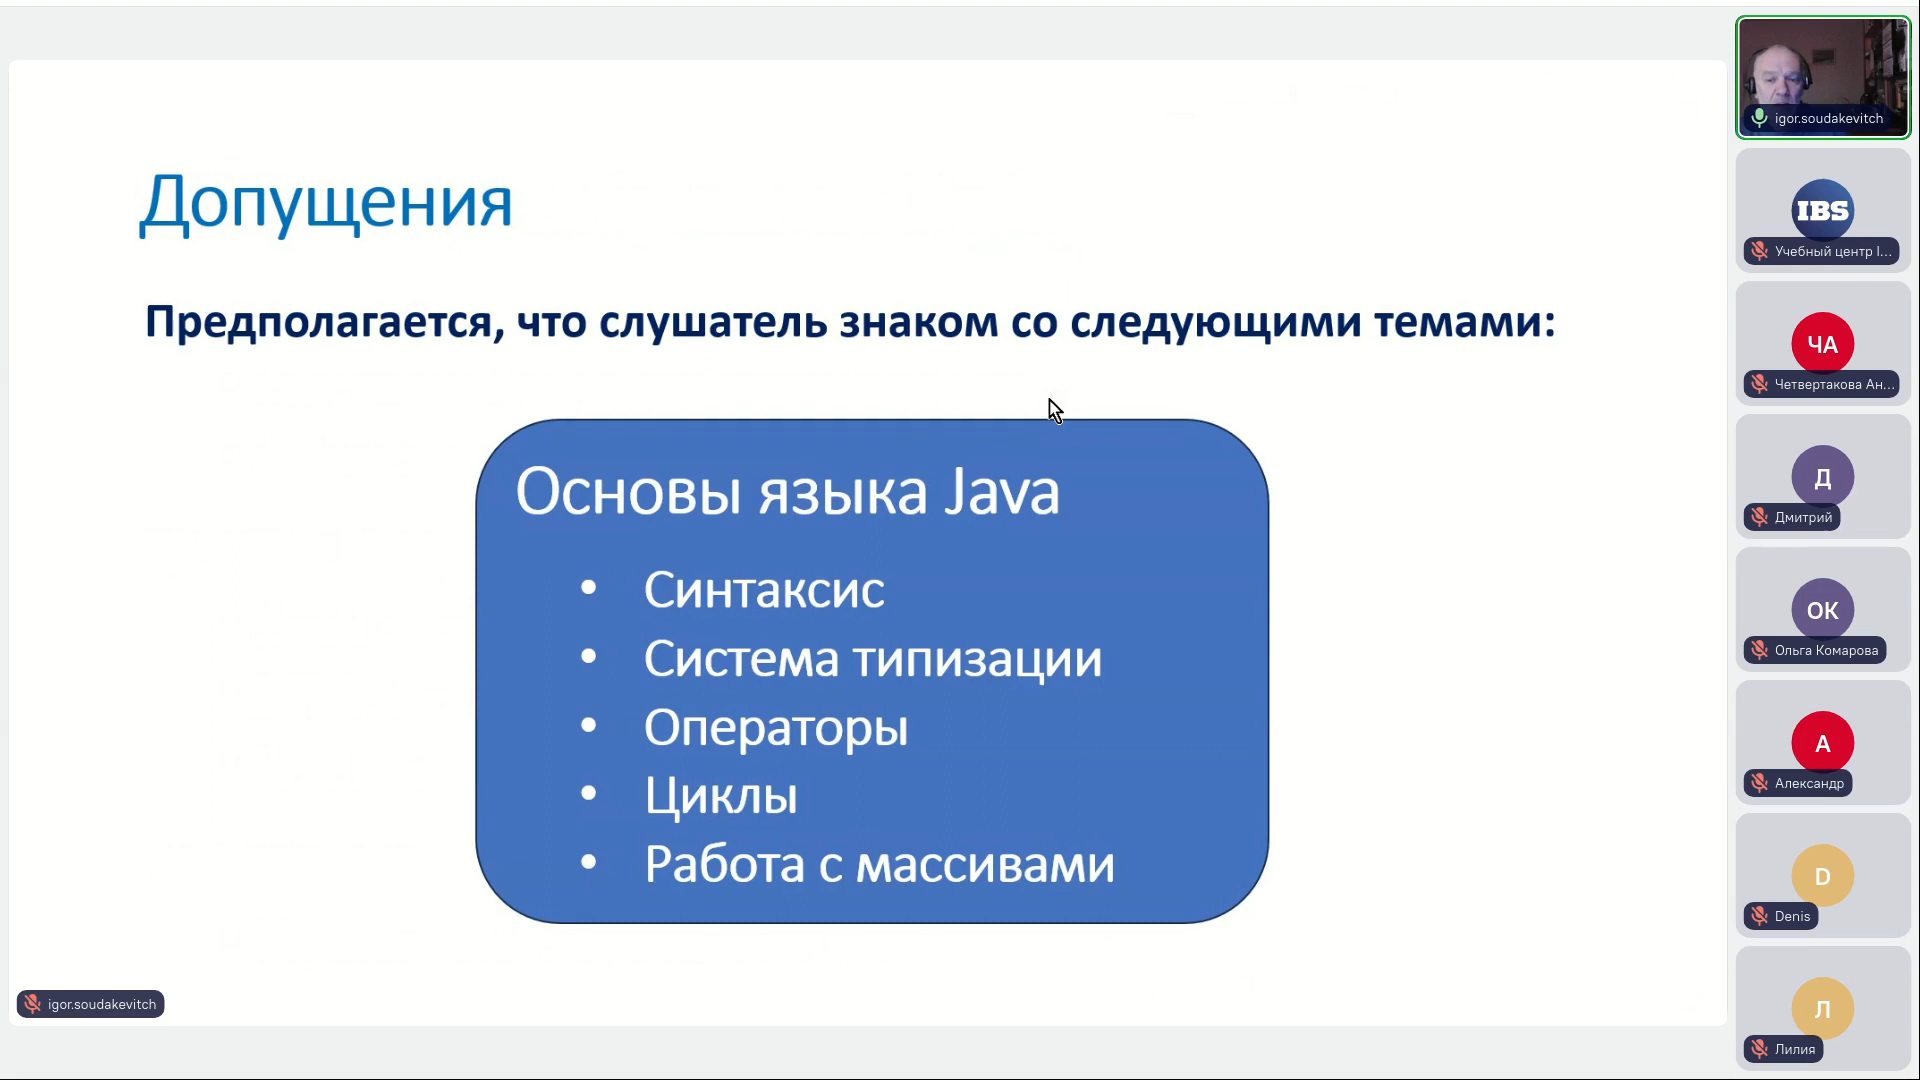 Допущения
Предполагается, что слушатель знаком со следующими темами:
Основы языка Java
• Синтаксис
• Система типизации
• Операторы
• Циклы
• Работа с массивами
igor.soudakevitch
igor.soudakevitch
IBS
Учебный центр I...
ЧА
Четвертакова Ан...
Д
Дмитрий
ОК
Ольга Комарова
А
Александр
D
Denis
Л
Лилия